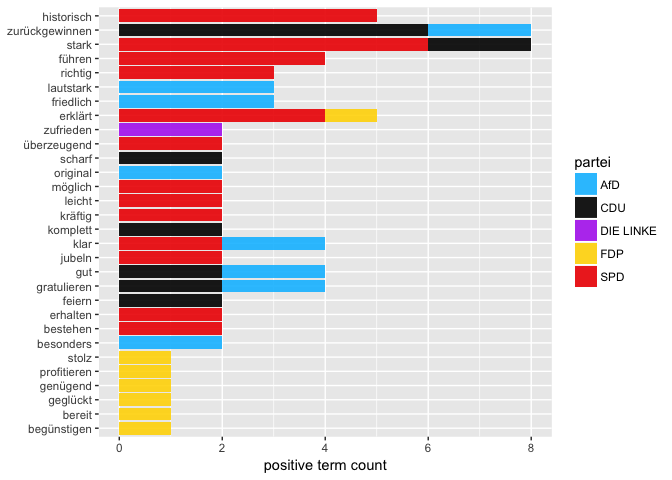 historisch
zurückgewinnen
stark
führen
richtig
lautstark
friedlich
erklärt
zufrieden
überzeugend
scharf
original
möglich
leicht
kräftig
komplett
klar
jubeln
gut
gratulieren
feiern
erhalten
bestehen
besonders
stolz
profitieren
genügend
geglückt
bereit
begünstigen
0 2 4 6 8
positive term count
partei
AfD
CDU
DIE LINKE
FDP
SPD